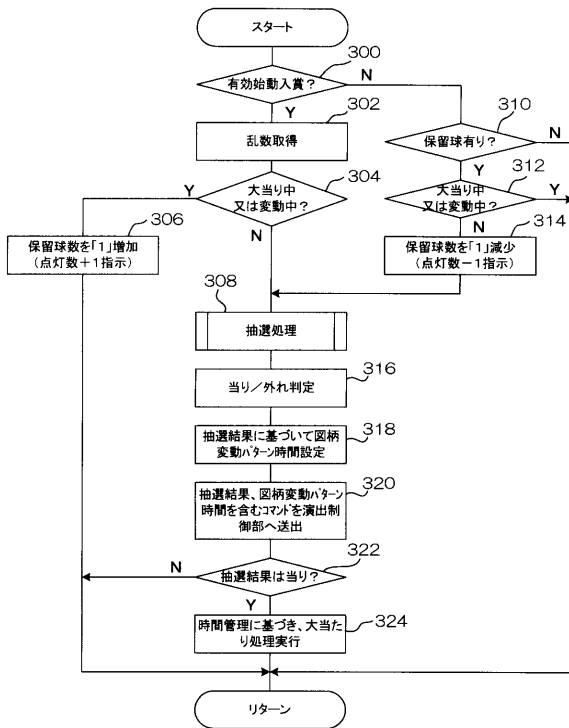 スタート
300
有効始動入賞?
N
Y
302
310
乱数取得
保留球有り?
N
304
Y
312
Y
大当り中
又は変動中?
大当り中
又は変動中?
Y
306
N
N
314
保留球数を「1」増加
(点灯数+1指示)
保留球数を「1」減少
(点灯数-1指示)
308
抽選処理
316
当り/外れ判定
318
抽選結果に基づいて図柄
変動パターン時間設定
320
抽選結果、図柄変動パターン
時間を含むコマンドを演出制
御部へ送出
322
N
抽選結果は当り?
Y
324
時間管理に基づき、大当た
り処理実行
リターン